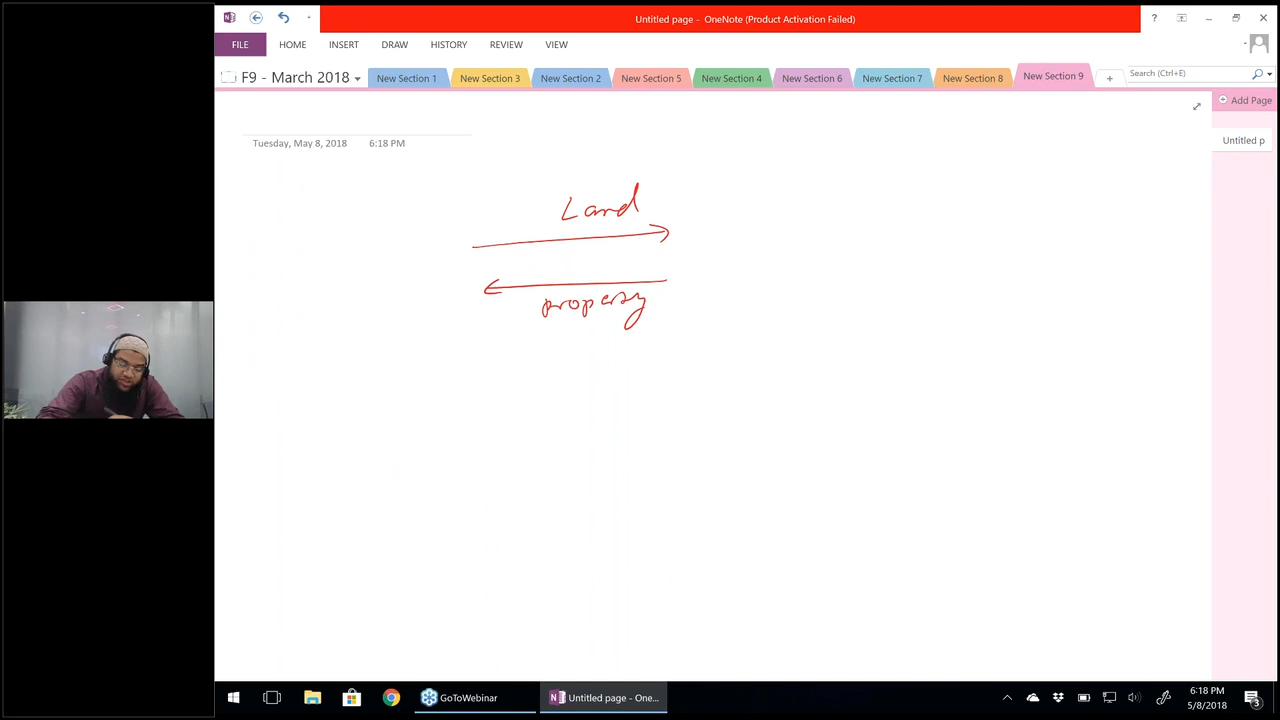 Untitled page - OneNote (Product Activation Failed)
?
FILE HOME INSERT DRAW HISTORY REVIEW VIEW
F9 - March 2018 New Section 1 New Section 3 New Section 2 New Section 5 New Section 4 New Section 6 New Section 7 New Section 8 New Section 9 + Search (Ctrl+E)
Add Page
Untitled p
Tuesday, May 8, 2018 6:18 PM
Land
property
GoToWebinar Untitled page - One...
6:18 PM
5/8/2018
3